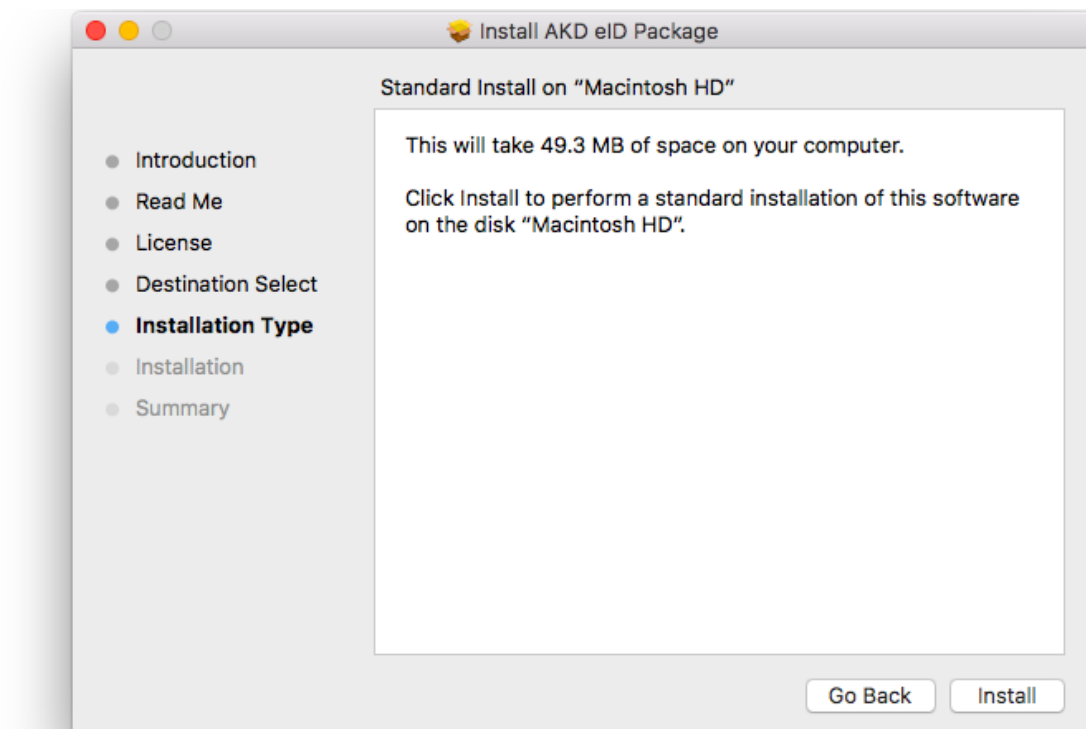 Install AKD eID Package
Standard Install on “Macintosh HD”
Introduction
Read Me
License
Destination Select
Installation Type
Installation
Summary
This will take 49.3 MB of space on your computer.
Click Install to perform a standard installation of this software
on the disk “Macintosh HD”.
Go Back
Install